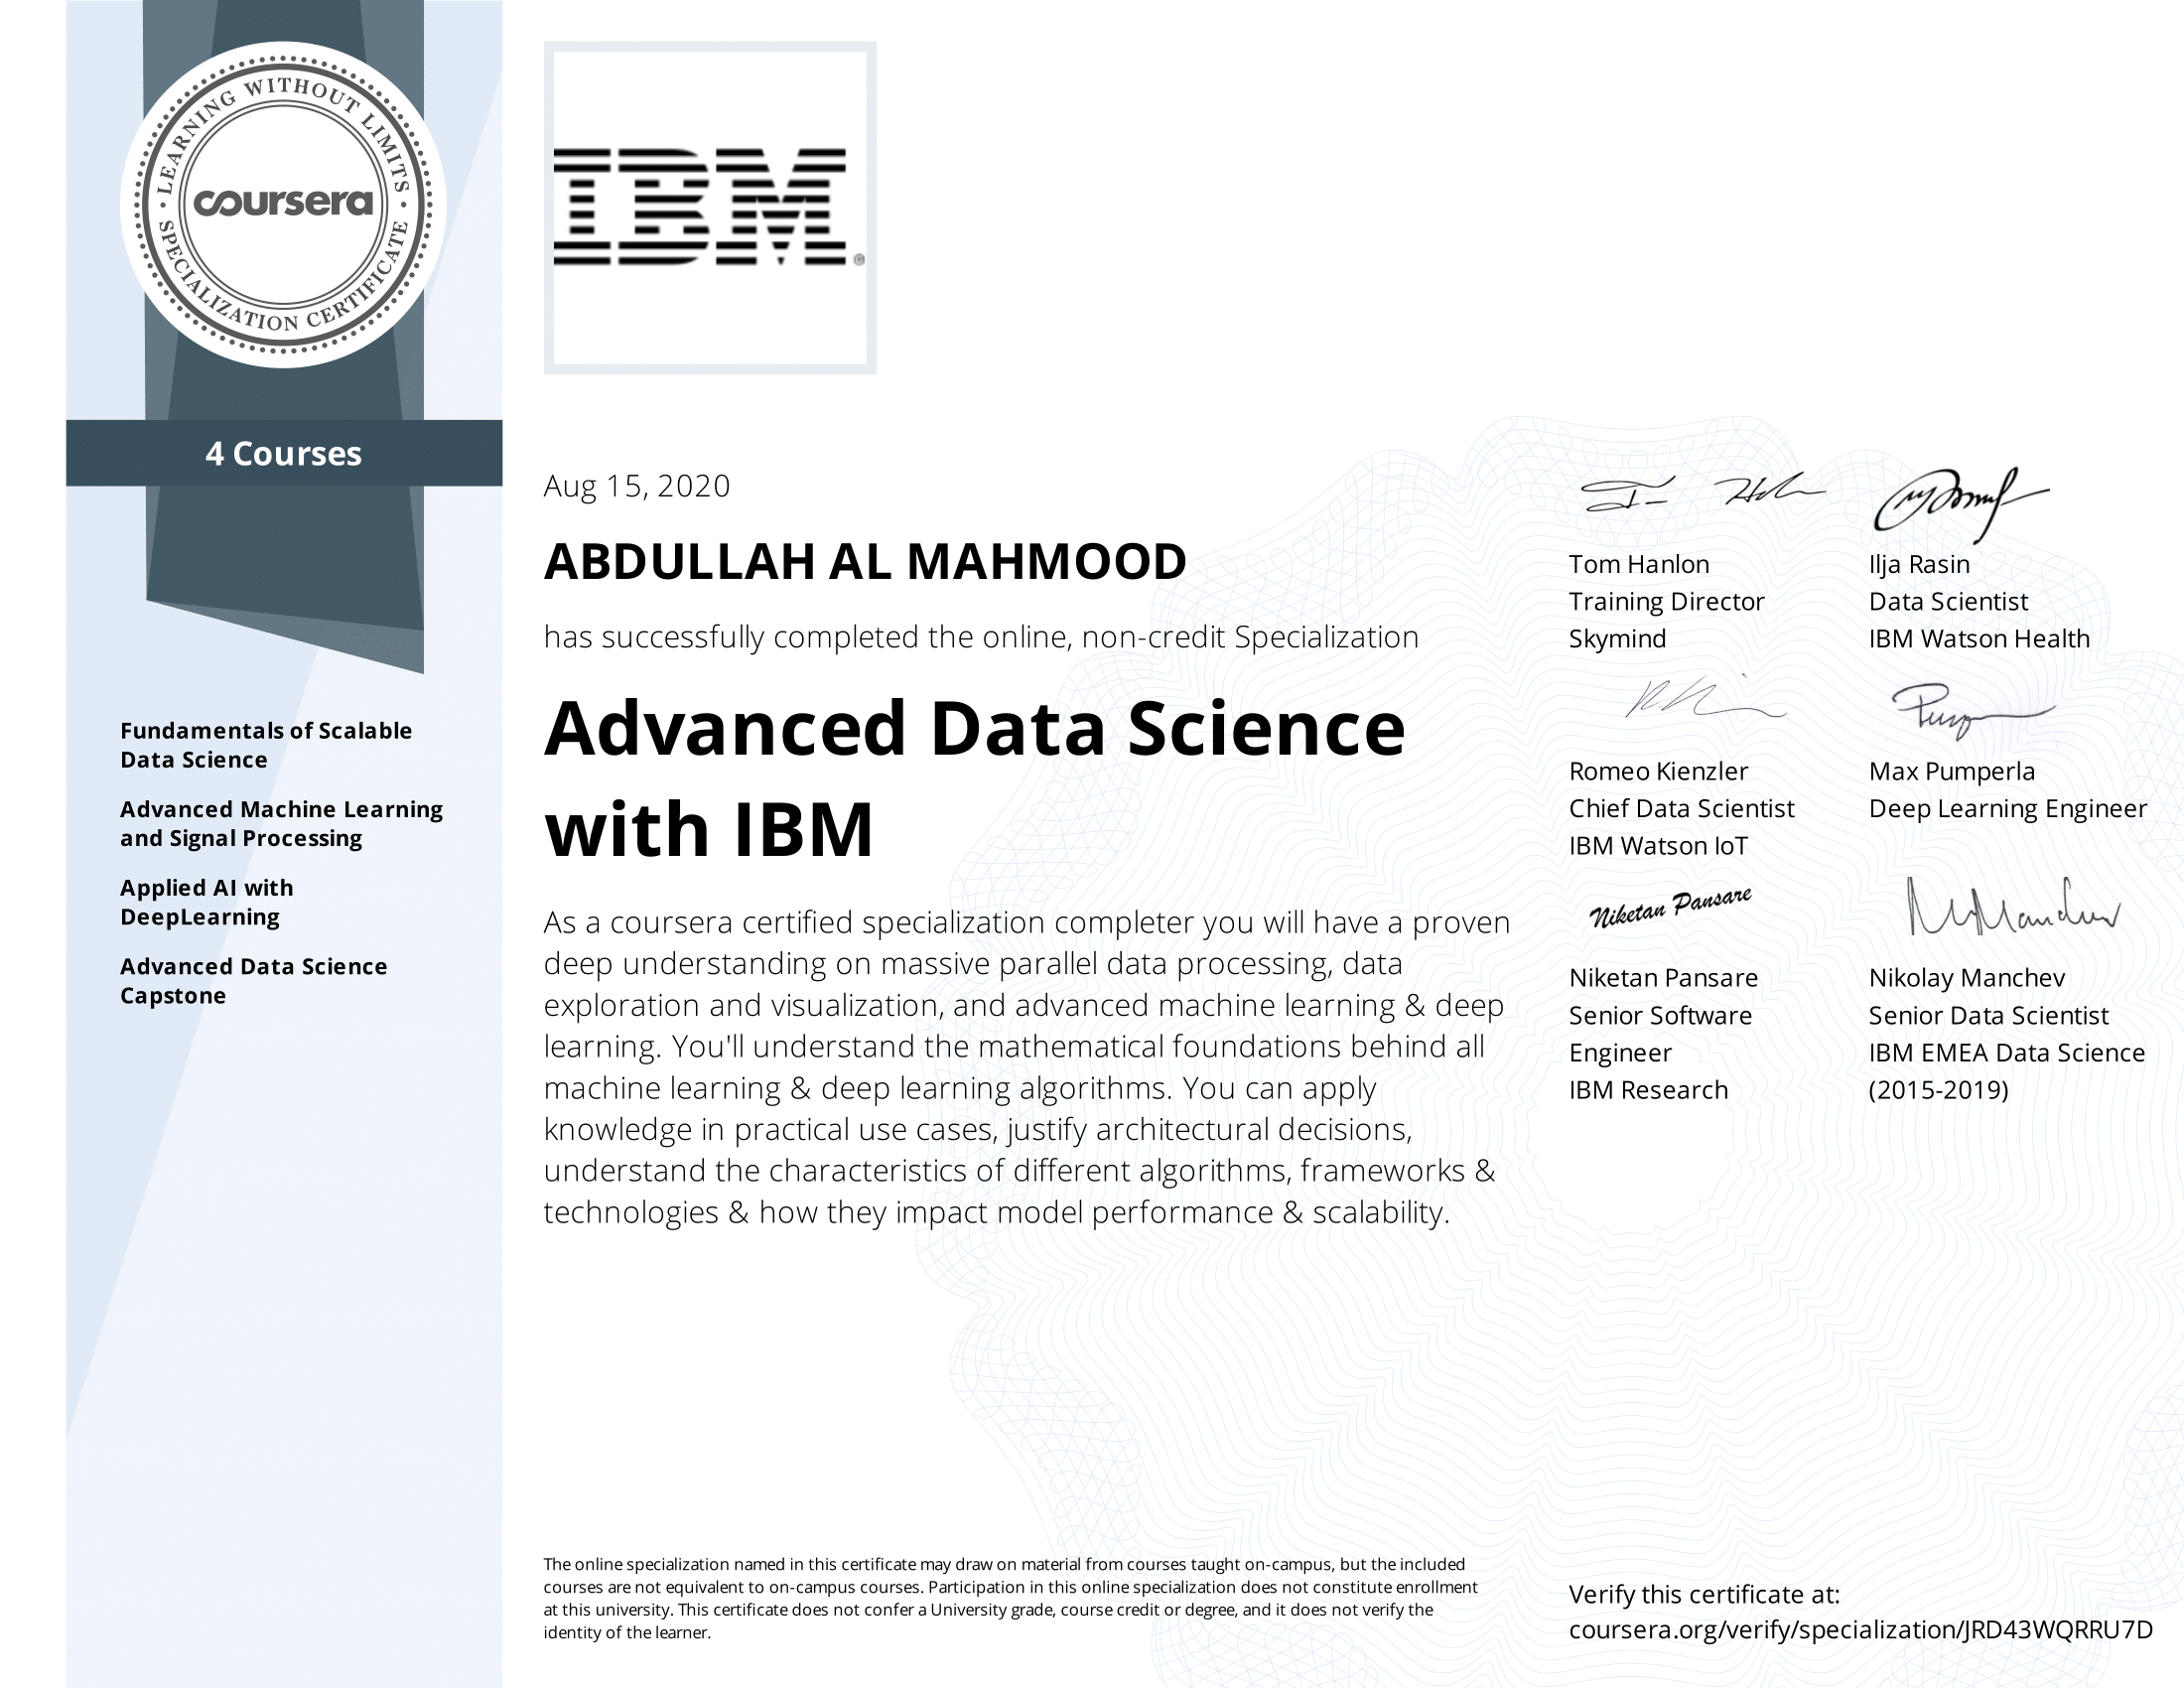 LEARNING WITHOUT LIMITS
coursera
SPECIALIZATION CERTIFICATE
4 Courses
Fundamentals of Scalable
Data Science
Advanced Machine Learning
and Signal Processing
Applied AI with
DeepLearning
Advanced Data Science
Capstone
IBM®
Aug 15, 2020
ABDULLAH AL MAHMOOD
has successfully completed the online, non-credit Specialization
Advanced Data Science
with IBM
As a coursera certified specialization completer you will have a proven
deep understanding on massive parallel data processing, data
exploration and visualization, and advanced machine learning & deep
learning. You'll understand the mathematical foundations behind all
machine learning & deep learning algorithms. You can apply
knowledge in practical use cases, justify architectural decisions,
understand the characteristics of different algorithms, frameworks &
technologies & how they impact model performance & scalability.
Tom Hanlon
Training Director
Skymind
Ilja Rasin
Data Scientist
IBM Watson Health
Romeo Kienzler
Chief Data Scientist
IBM Watson IoT
Max Pumperla
Deep Learning Engineer
Niketan Pansare
Niketan Pansare
Senior Software
Engineer
IBM Research
Nikolay Manchev
Senior Data Scientist
IBM EMEA Data Science
(2015-2019)
The online specialization named in this certificate may draw on material from courses taught on-campus, but the included
courses are not equivalent to on-campus courses. Participation in this online specialization does not constitute enrollment
at this university. This certificate does not confer a University grade, course credit or degree, and it does not verify the
identity of the learner.
Verify this certificate at:
coursera.org/verify/specialization/JRD43WQRRU7D